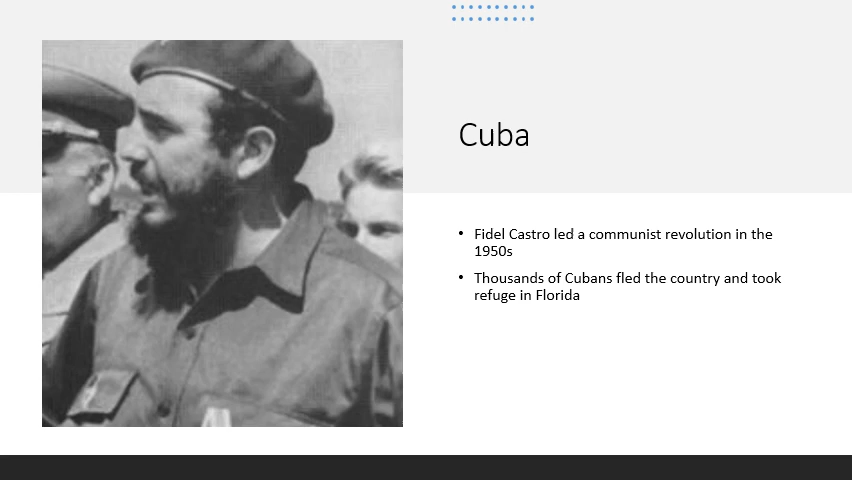 Cuba
• Fidel Castro led a communist revolution in the
1950s
• Thousands of Cubans fled the country and took
refuge in Florida